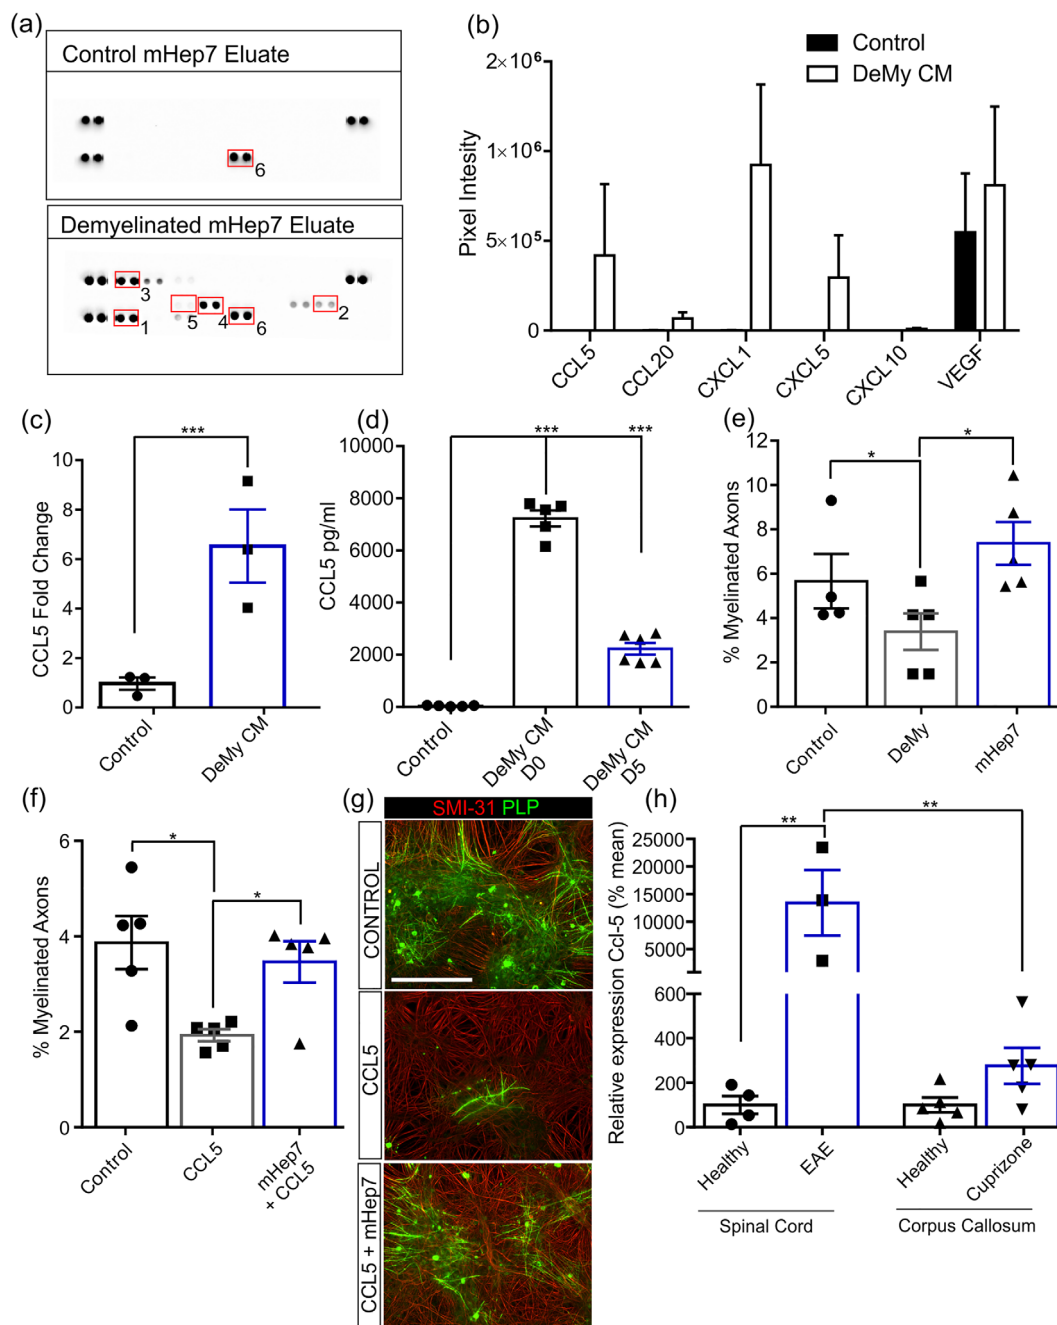 (a)
Control mHep7 Eluate
6
Demyelinated mHep7 Eluate
3
5
4
2
1
6
(b)
Control
DeMy CM
Pixel Intesity
2×10⁶
1×10⁶
5×10⁵
0
CCL5
CCL20
CXCL1
CXCL5
CXCL10
VEGF
(c)
***
CCL5 Fold Change
10
8
6
4
2
0
Control
DeMy CM
(d)
***
***
CCL5 pg/ml
10000
8000
6000
4000
2000
0
Control
DeMy CM
D0
DeMy CM
D5
(e)
*
*
% Myelinated Axons
12
10
8
6
4
2
0
Control
DeMy
mHep7
(f)
*
*
% Myelinated Axons
6
4
2
0
Control
CCL5
mHep7
+ CCL5
(g)
SMI-31 PLP
CONTROL
CCL5
CCL5 + mHep7
(h)
**
**
Relative expression Ccl-5 (% mean)
25000
20000
15000
10000
5000
600
400
200
0
Healthy
EAE
Healthy
Cuprizone
Spinal Cord
Corpus Callosum